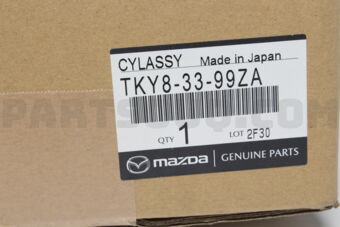 CYLASSY Made in Japan
TKY8-33-99ZA
QTY 1 LOT 2F30
mazda GENUINE PARTS